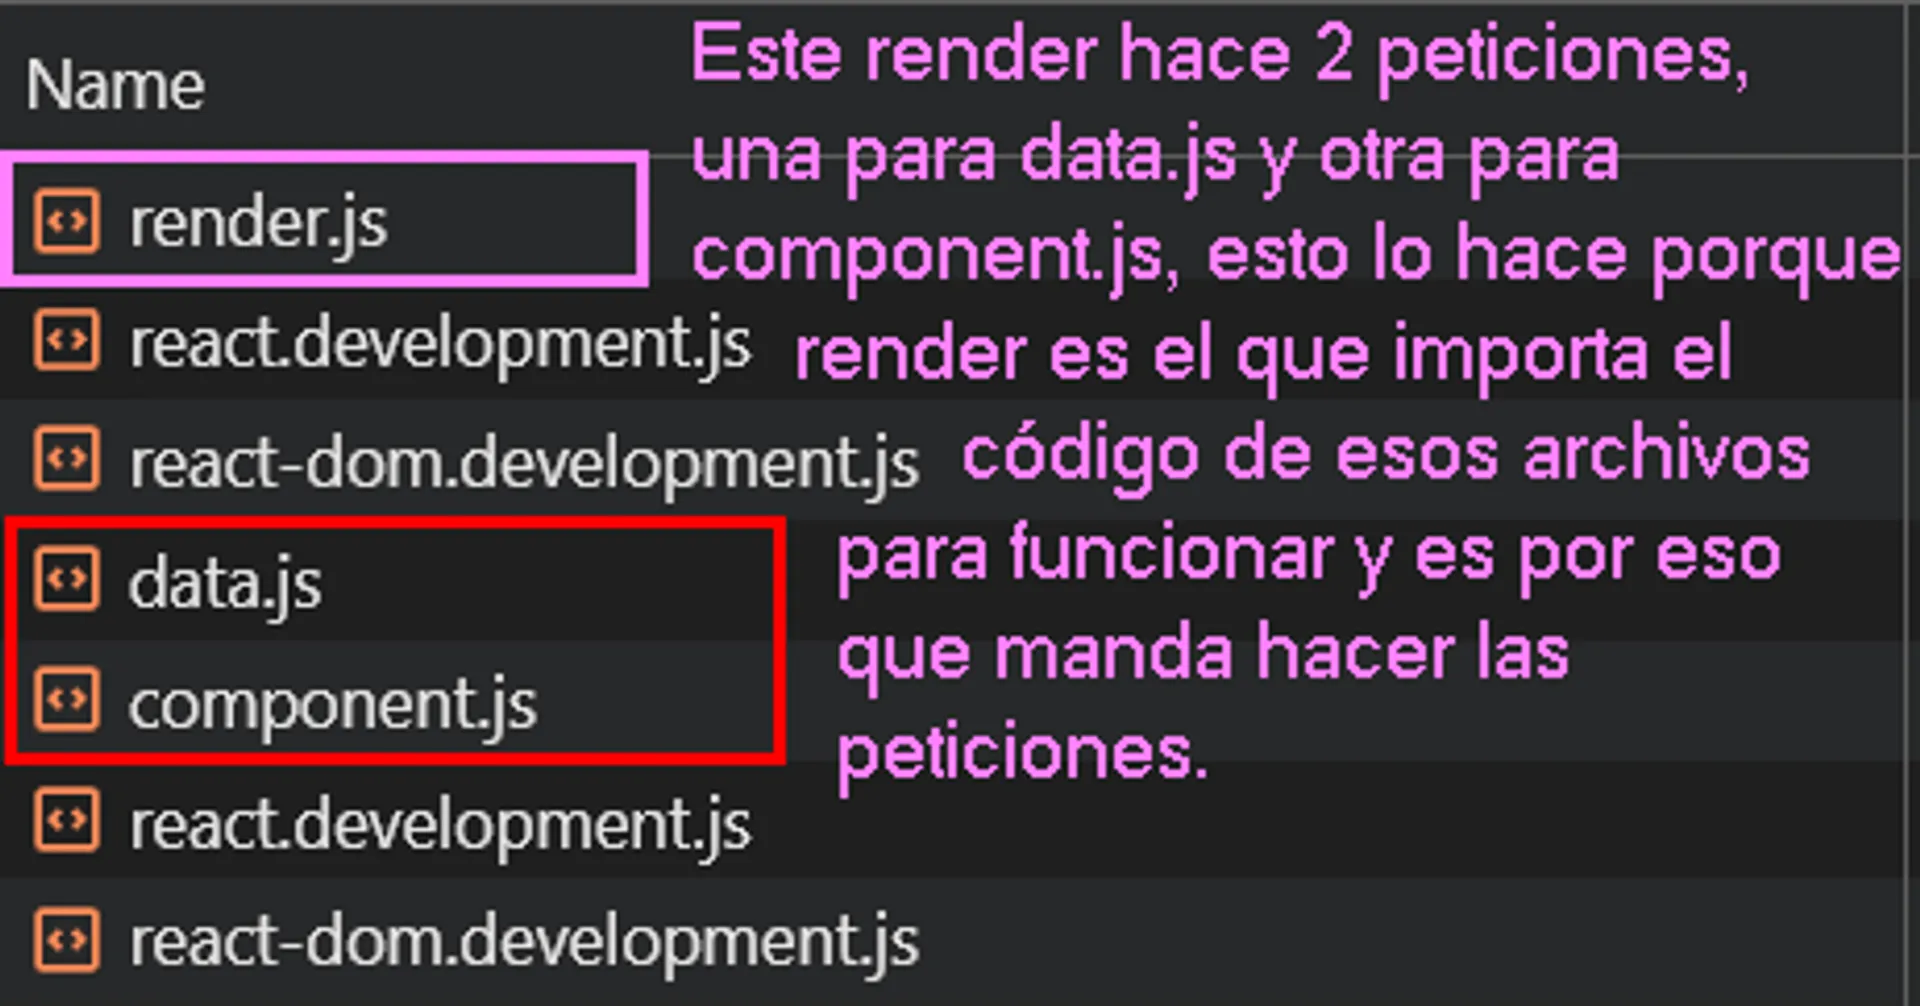 Name
Este render hace 2 peticiones,
una para data.js y otra para
component.js, esto lo hace porque
render es el que importa el
código de esos archivos
para funcionar y es por eso
que manda hacer las
peticiones.
render.js
react.development.js
react-dom.development.js
data.js
component.js
react.development.js
react-dom.development.js